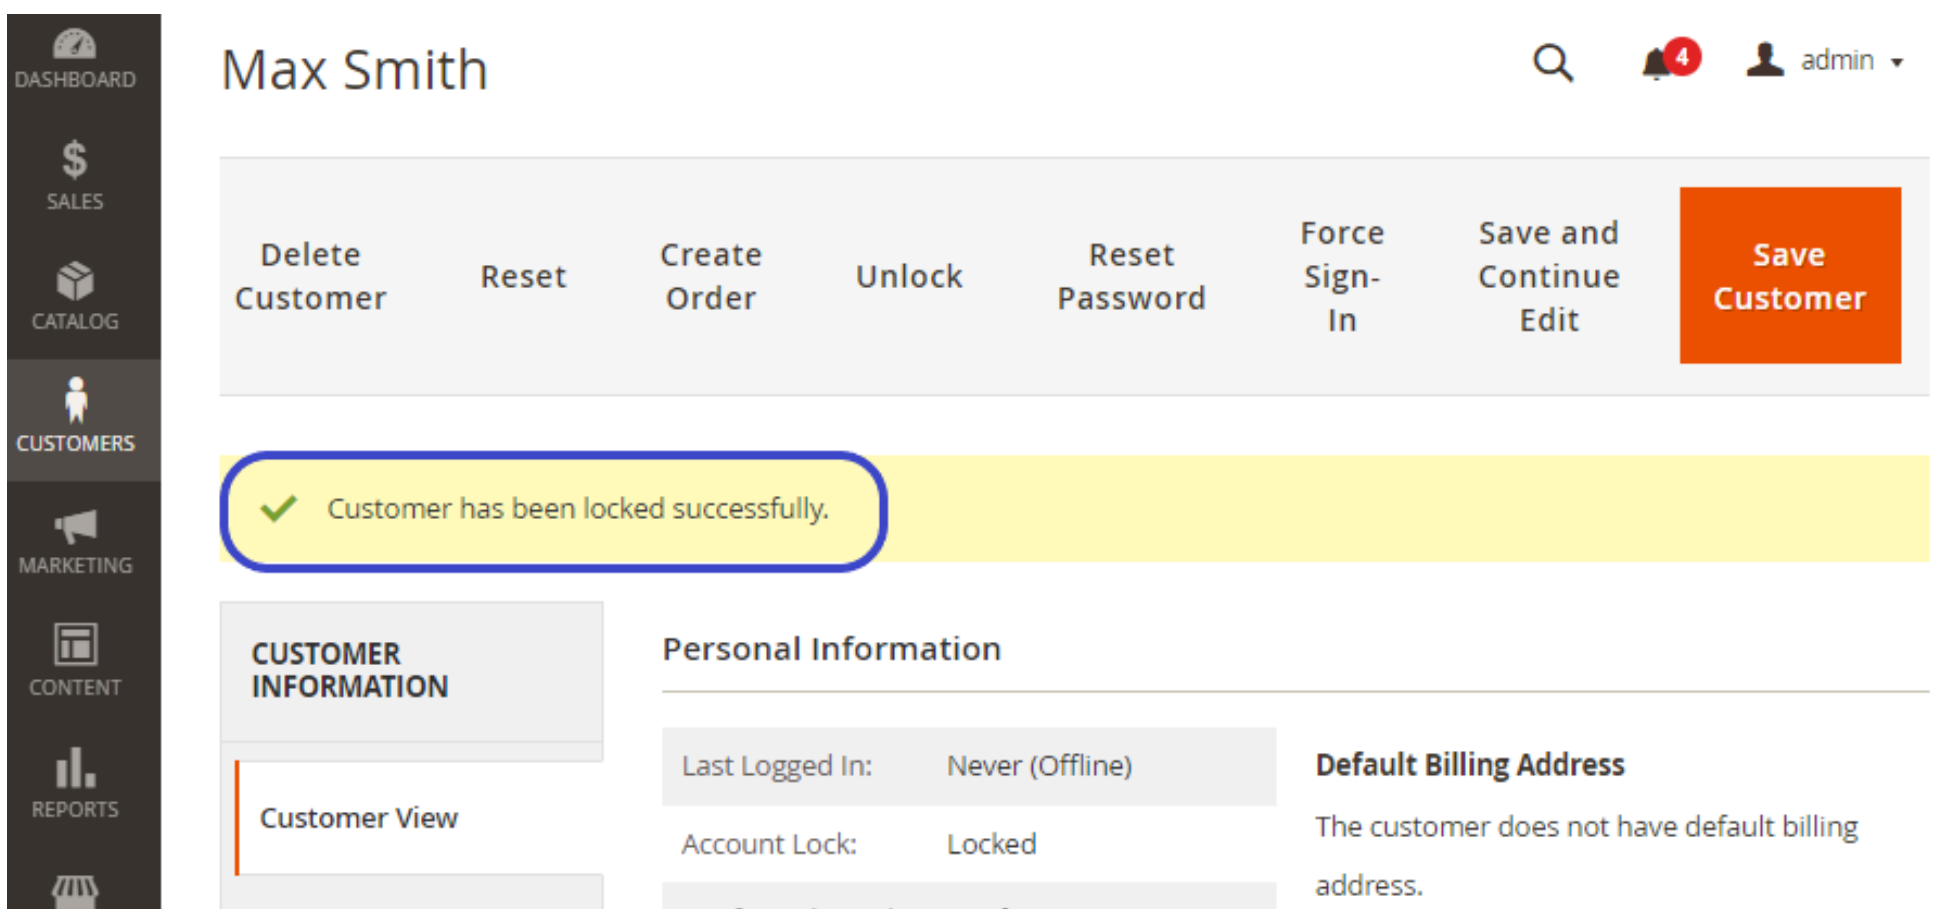 DASHBOARD
SALES
CATALOG
CUSTOMERS
MARKETING
CONTENT
REPORTS
Max Smith
4
admin
Delete
Customer
Reset
Create
Order
Unlock
Reset
Password
Force
Sign-
In
Save and
Continue
Edit
Save
Customer
Customer has been locked successfully.
CUSTOMER
INFORMATION
Customer View
Personal Information
Last Logged In: Never (Offline)
Account Lock: Locked
Default Billing Address
The customer does not have default billing
address.